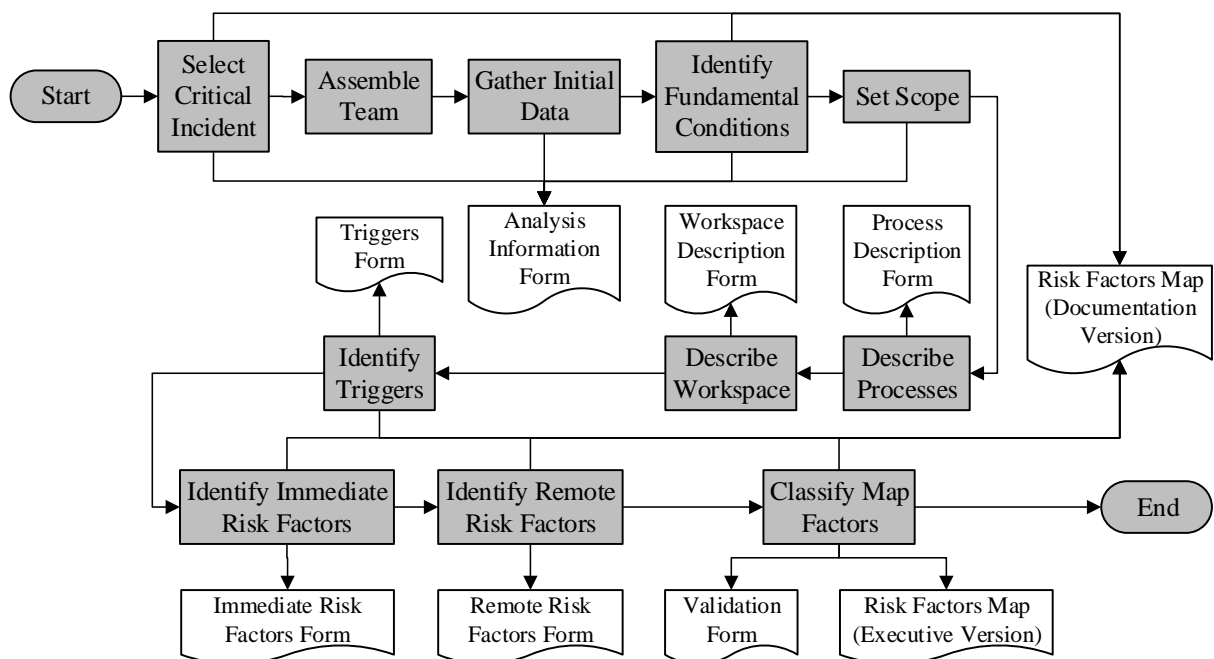 Start
Select
Critical
Incident
Assemble
Team
Gather Initial
Data
Identify
Fundamental
Conditions
Set Scope
Triggers
Form
Analysis
Information
Form
Workspace
Description
Form
Process
Description
Form
Risk Factors Map
(Documentation
Version)
Identify
Triggers
Describe
Workspace
Describe
Processes
Identify Immediate
Risk Factors
Identify Remote
Risk Factors
Classify Map
Factors
End
Immediate Risk
Factors Form
Remote Risk
Factors Form
Validation
Form
Risk Factors Map
(Executive Version)